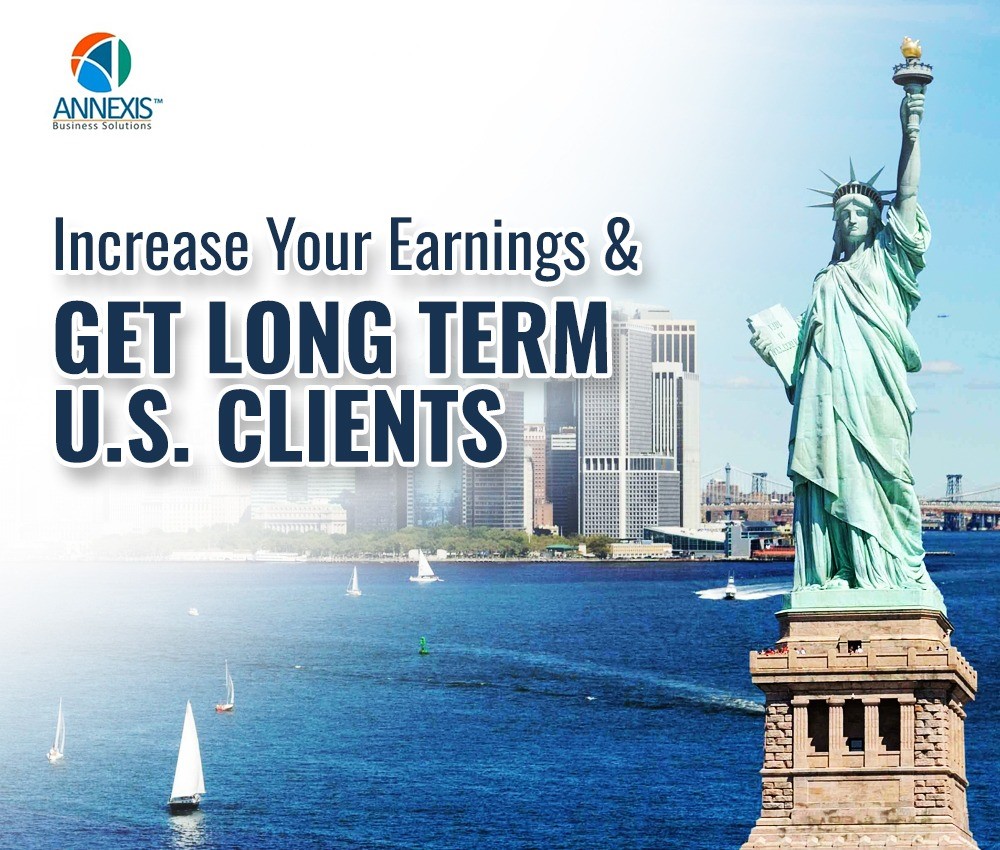 ANNEXIS™
Business Solutions
Increase Your Earnings &
GET LONG TERM
U.S. CLIENTS